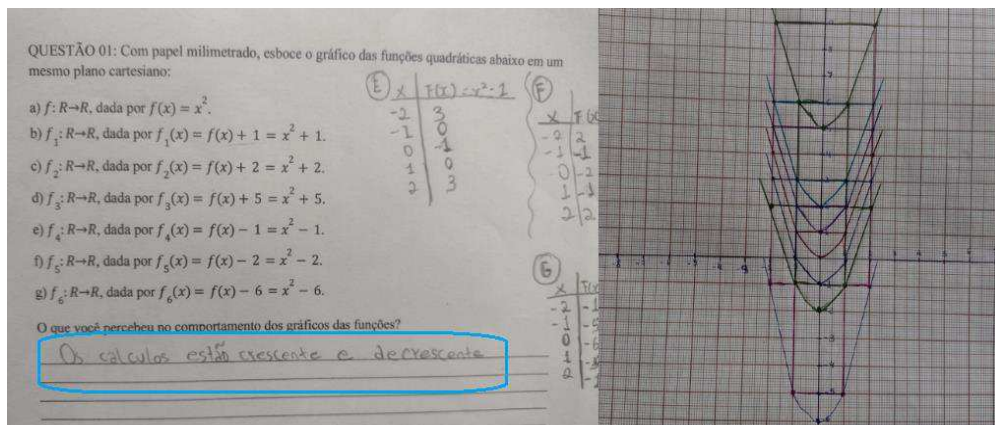 QUESTÃO 01: Com papel milimetrado, esboce o gráfico das funções quadráticas abaixo em um
mesmo plano cartesiano:
a) f: R→R, dada por f(x) = x².
b) f₁: R→R, dada por f₁(x) = f(x) + 1 = x² + 1.
c) f₂: R→R, dada por f₂(x) = f(x) + 2 = x² + 2.
d) f₃: R→R, dada por f₃(x) = f(x) + 5 = x² + 5.
e) f₄: R→R, dada por f₄(x) = f(x) − 1 = x² − 1.
f) f₅: R→R, dada por f₅(x) = f(x) − 2 = x² − 2.
g) f₆: R→R, dada por f₆(x) = f(x) − 6 = x² − 6.
O que você percebeu no comportamento dos gráficos das funções?
Os calculos estão crescente e decrescente
E
X F(X) = x² - 1
-2 3
-1 0
0 -1
1 0
2 3
F
X
-2 2
-1 -1
0 -2
1
2 2
G
X
-2
-1
0 -6
1
2